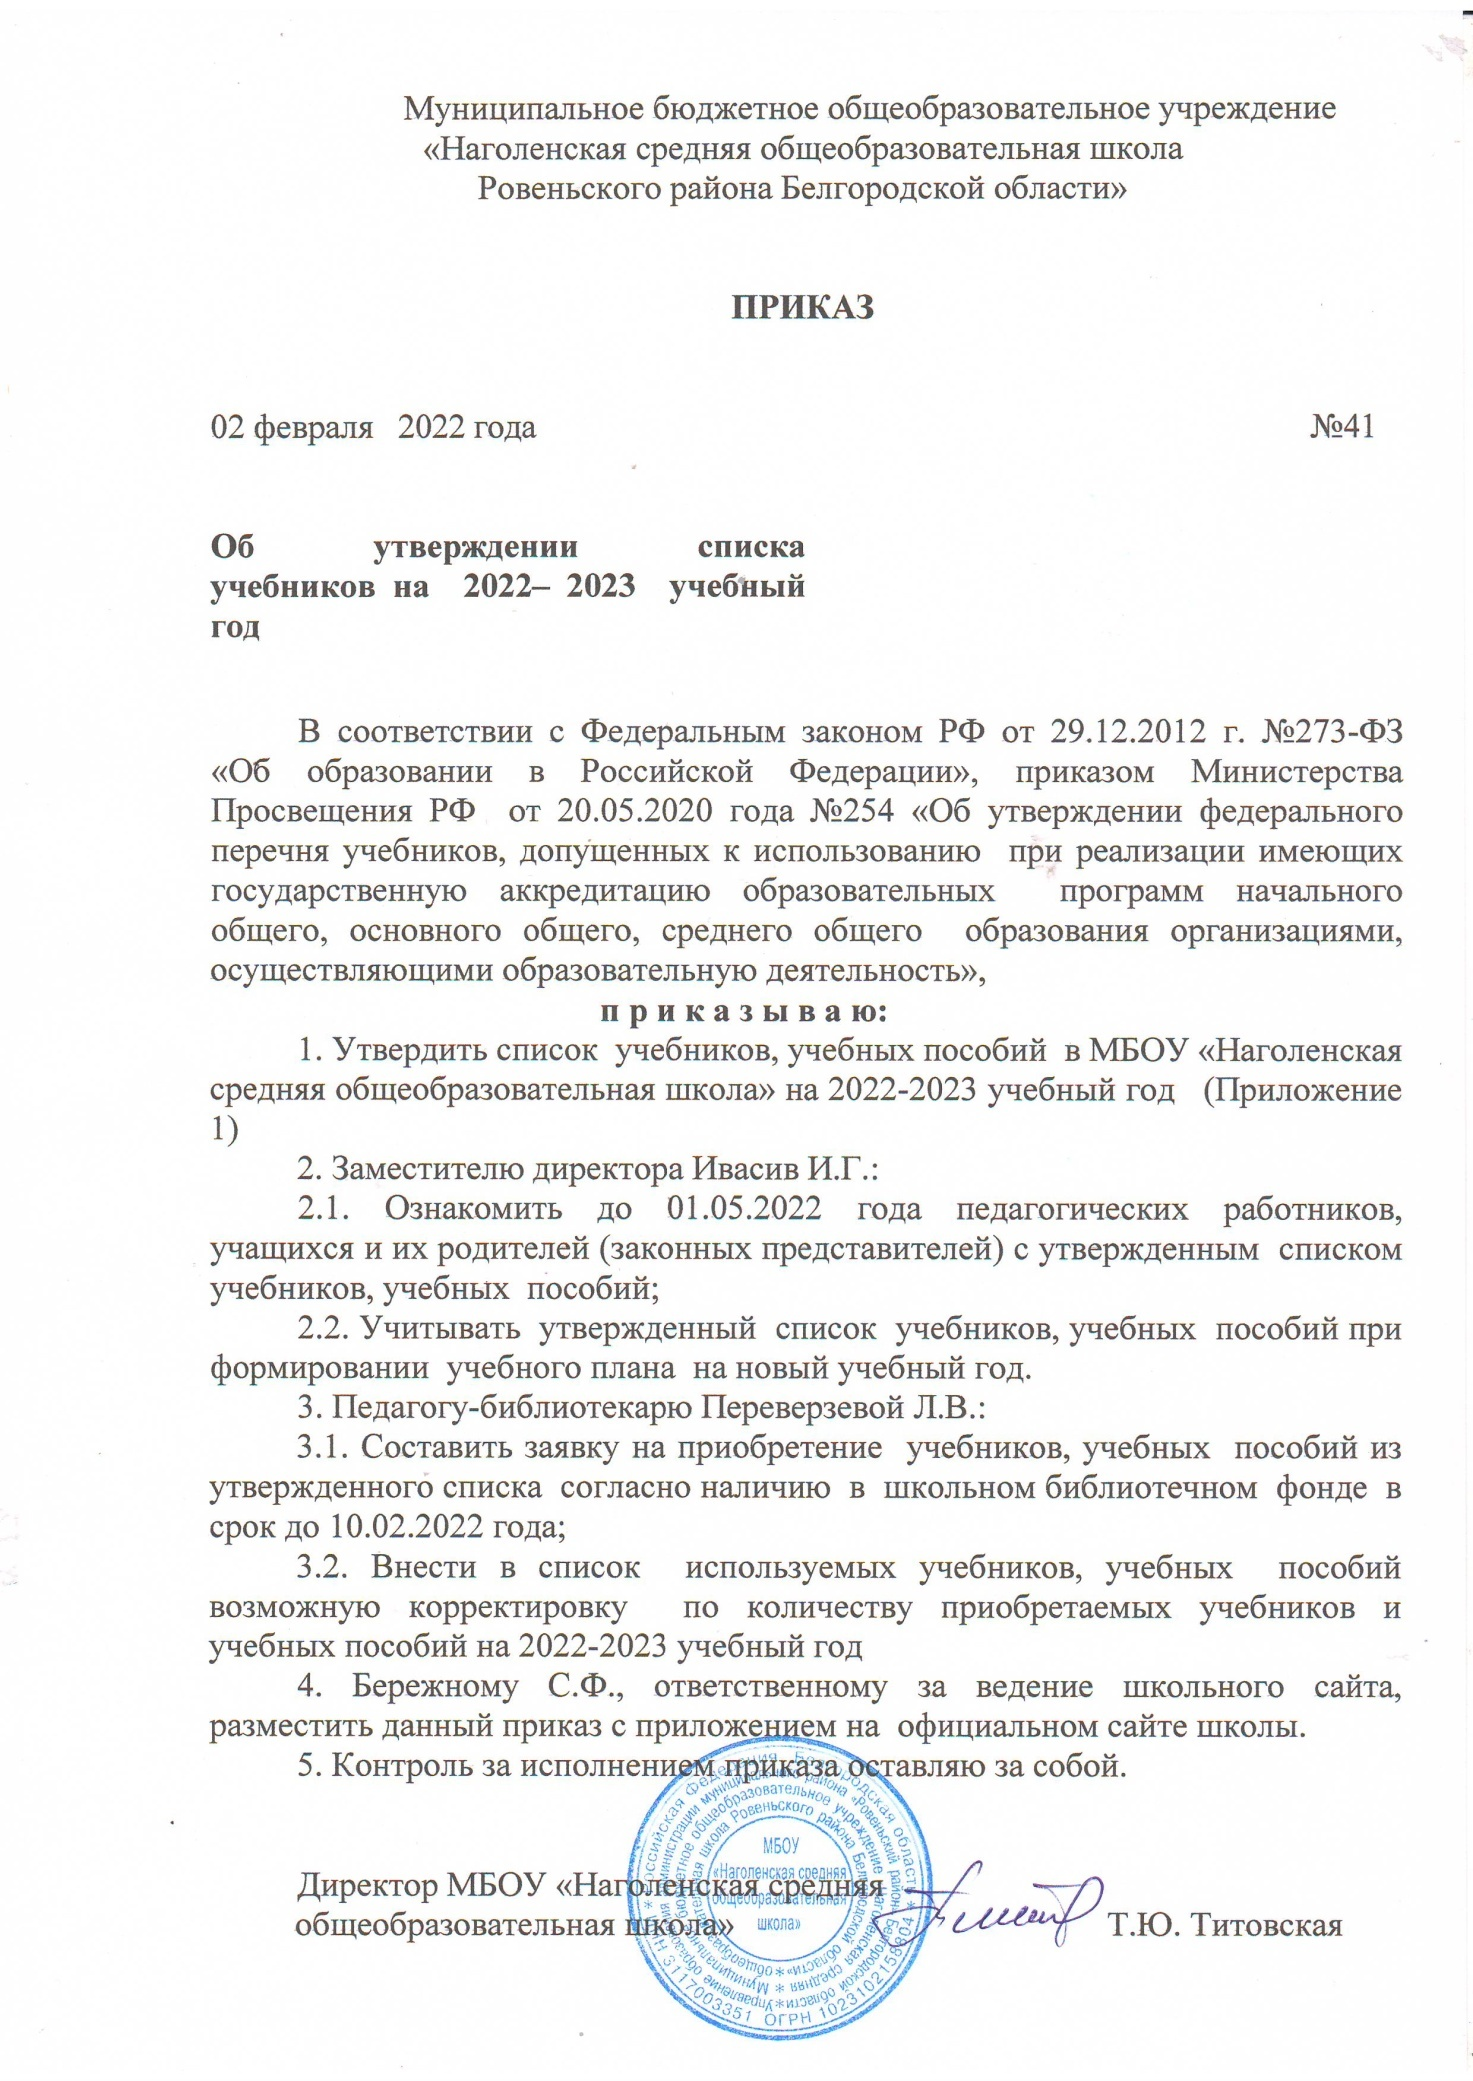 Муниципальное бюджетное общеобразовательное учреждение
«Наголенская средняя общеобразовательная школа
Ровеньского района Белгородской области»
ПРИКАЗ
02 февраля 2022 года №41
Об утверждении списка
учебников на 2022– 2023 учебный
год
В соответствии с Федеральным законом РФ от 29.12.2012 г. №273-ФЗ
«Об образовании в Российской Федерации», приказом Министерства
Просвещения РФ от 20.05.2020 года №254 «Об утверждении федерального
перечня учебников, допущенных к использованию при реализации имеющих
государственную аккредитацию образовательных программ начального
общего, основного общего, среднего общего образования организациями,
осуществляющими образовательную деятельность»,
п р и к а з ы в а ю:
1. Утвердить список учебников, учебных пособий в МБОУ «Наголенская
средняя общеобразовательная школа» на 2022-2023 учебный год (Приложение
1)
2. Заместителю директора Ивасив И.Г.:
2.1. Ознакомить до 01.05.2022 года педагогических работников,
учащихся и их родителей (законных представителей) с утвержденным списком
учебников, учебных пособий;
2.2. Учитывать утвержденный список учебников, учебных пособий при
формировании учебного плана на новый учебный год.
3. Педагогу-библиотекарю Переверзевой Л.В.:
3.1. Составить заявку на приобретение учебников, учебных пособий из
утвержденного списка согласно наличию в школьном библиотечном фонде в
срок до 10.02.2022 года;
3.2. Внести в список используемых учебников, учебных пособий
возможную корректировку по количеству приобретаемых учебников и
учебных пособий на 2022-2023 учебный год
4. Бережному С.Ф., ответственному за ведение школьного сайта,
разместить данный приказ с приложением на официальном сайте школы.
5. Контроль за исполнением приказа оставляю за собой.
Директор МБОУ «Наголенская средняя
общеобразовательная школа» Т.Ю. Титовская
МБОУ
«Наголенская средняя
общеобразовательная
школа»
Российская Федерация Белгородская область
ИНН 3117003351 ОГРН 1023102158804